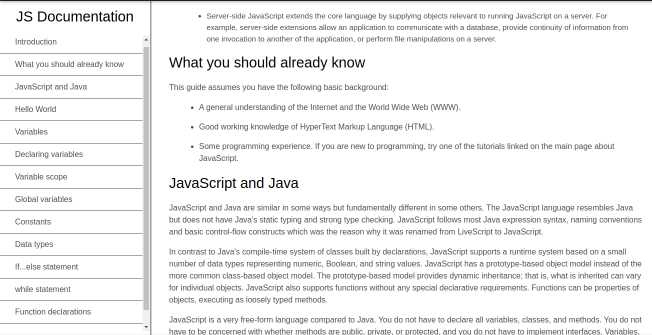 JS Documentation
Introduction
What you should already know
JavaScript and Java
Hello World
Variables
Declaring variables
Variable scope
Global variables
Constants
Data types
If...else statement
while statement
Function declarations
• Server-side JavaScript extends the core language by supplying objects relevant to running JavaScript on a server. For
example, server-side extensions allow an application to communicate with a database, provide continuity of information from
one invocation to another of the application, or perform file manipulations on a server.
What you should already know
This guide assumes you have the following basic background:
• A general understanding of the Internet and the World Wide Web (WWW).
• Good working knowledge of HyperText Markup Language (HTML).
• Some programming experience. If you are new to programming, try one of the tutorials linked on the main page about
JavaScript.
JavaScript and Java
JavaScript and Java are similar in some ways but fundamentally different in some others. The JavaScript language resembles Java
but does not have Java's static typing and strong type checking. JavaScript follows most Java expression syntax, naming conventions
and basic control-flow constructs which was the reason why it was renamed from LiveScript to JavaScript.
In contrast to Java's compile-time system of classes built by declarations, JavaScript supports a runtime system based on a small
number of data types representing numeric, Boolean, and string values. JavaScript has a prototype-based object model instead of the
more common class-based object model. The prototype-based model provides dynamic inheritance; that is, what is inherited can vary
for individual objects. JavaScript also supports functions without any special declarative requirements. Functions can be properties of
objects, executing as loosely typed methods.
JavaScript is a very free-form language compared to Java. You do not have to declare all variables, classes, and methods. You do not
have to be concerned with whether methods are public, private, or protected, and you do not have to implement interfaces. Variables,